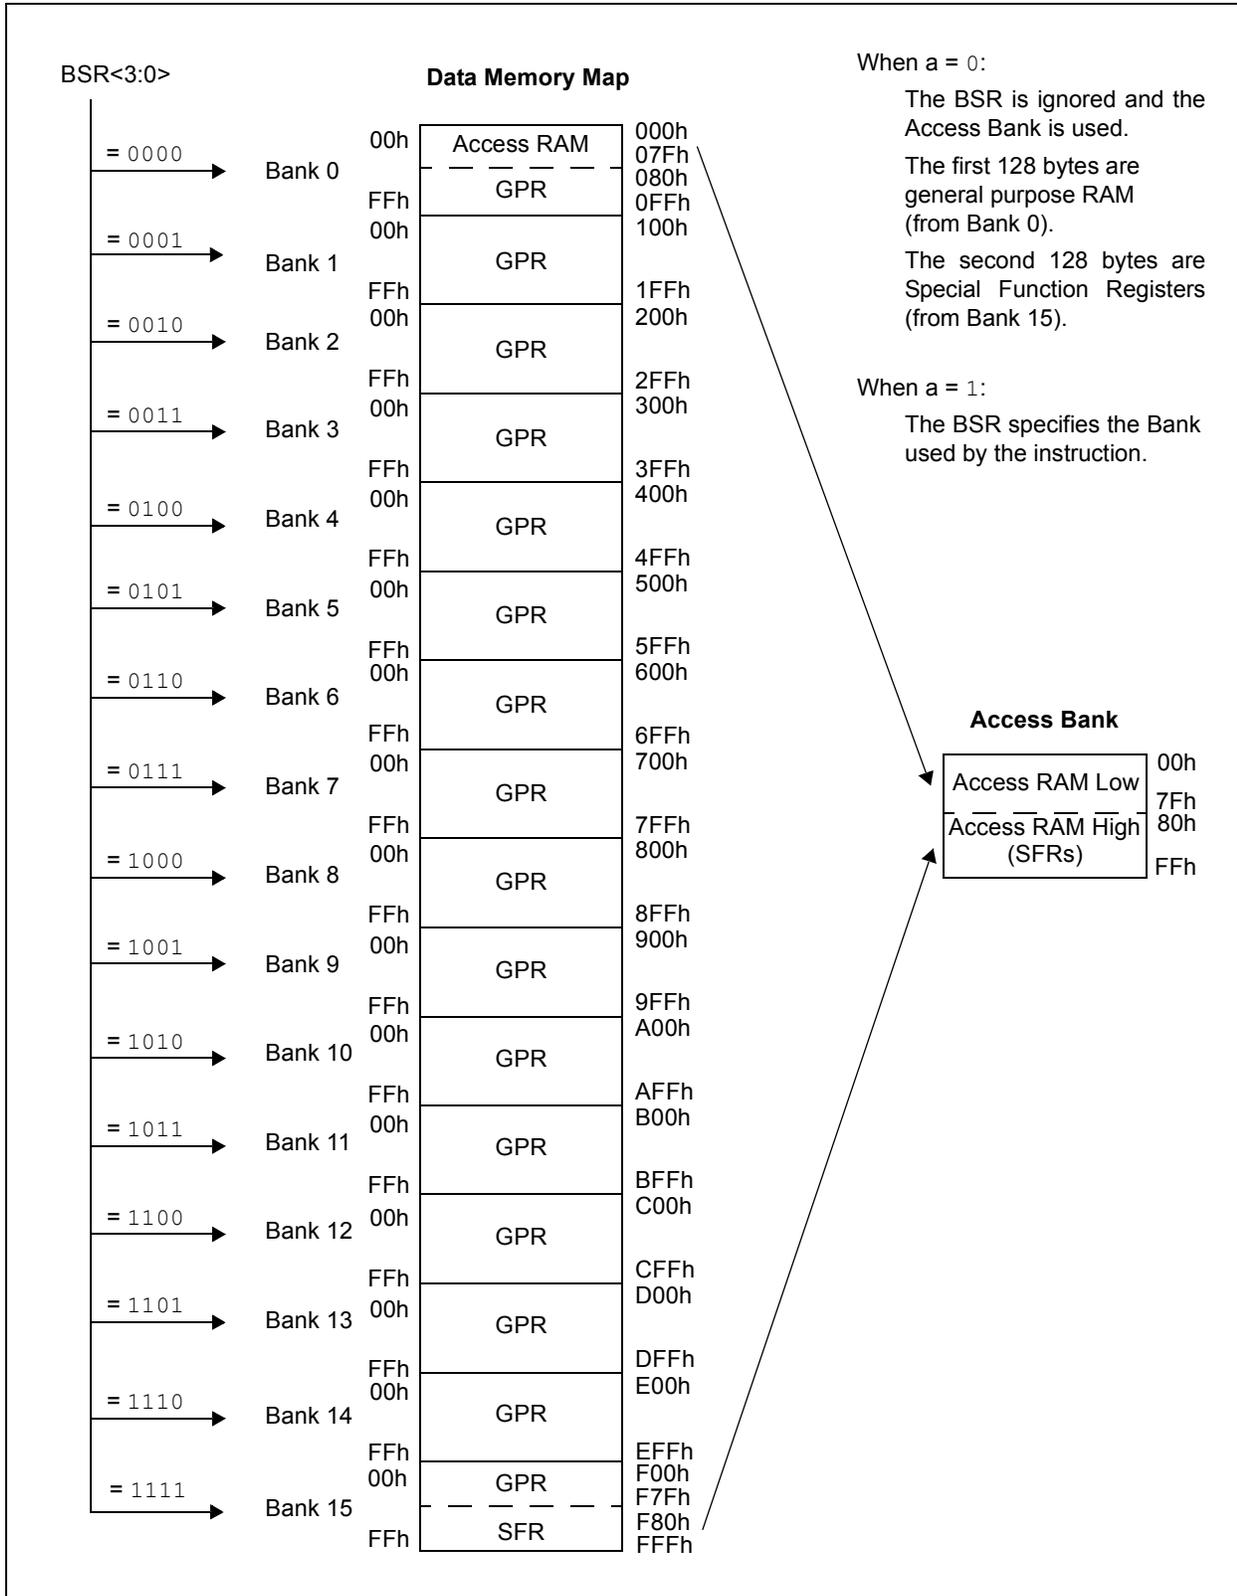 BSR<3:0>
Data Memory Map
When a = 0:
The BSR is ignored and the
Access Bank is used.
The first 128 bytes are
general purpose RAM
(from Bank 0).
The second 128 bytes are
Special Function Registers
(from Bank 15).
When a = 1:
The BSR specifies the Bank
used by the instruction.
= 0000
Bank 0
00h
Access RAM
000h
07Fh
080h
GPR
FFh
0FFh
= 0001
Bank 1
00h
100h
GPR
FFh
1FFh
= 0010
Bank 2
00h
200h
GPR
FFh
2FFh
= 0011
Bank 3
00h
300h
GPR
FFh
3FFh
= 0100
Bank 4
00h
400h
GPR
FFh
4FFh
= 0101
Bank 5
00h
500h
GPR
FFh
5FFh
= 0110
Bank 6
00h
600h
GPR
FFh
6FFh
= 0111
Bank 7
00h
700h
GPR
FFh
7FFh
= 1000
Bank 8
00h
800h
GPR
FFh
8FFh
= 1001
Bank 9
00h
900h
GPR
FFh
9FFh
= 1010
Bank 10
00h
A00h
GPR
FFh
AFFh
= 1011
Bank 11
00h
B00h
GPR
FFh
BFFh
= 1100
Bank 12
00h
C00h
GPR
FFh
CFFh
= 1101
Bank 13
00h
D00h
GPR
FFh
DFFh
= 1110
Bank 14
00h
E00h
GPR
FFh
EFFh
= 1111
Bank 15
00h
F00h
GPR
F7Fh
F80h
SFR
FFh
FFFh
Access Bank
00h
Access RAM Low
7Fh
Access RAM High
80h
(SFRs)
FFh